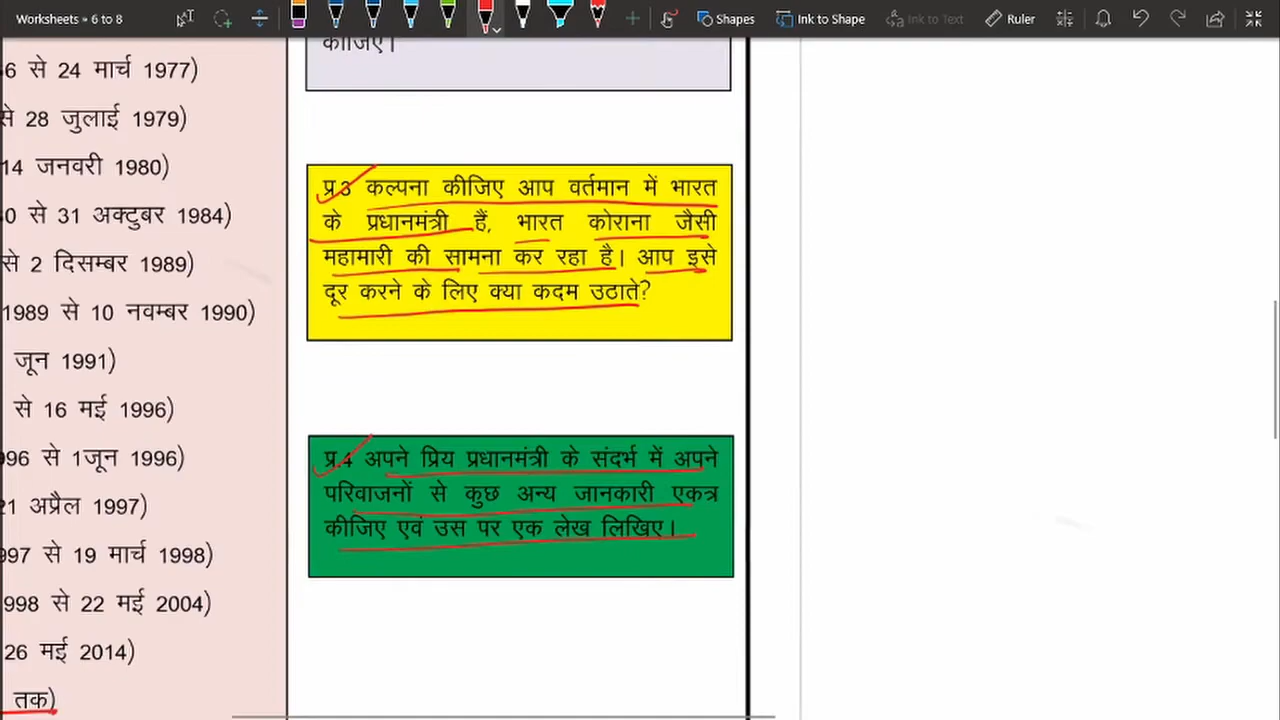 Worksheets = 6 to 8
Shapes
Ink to Shape
Ink to Text
Ruler
कीजिए।
6 से 24 मार्च 1977)
से 28 जुलाई 1979)
14 जनवरी 1980)
0 से 31 अक्टुबर 1984)
से 2 दिसम्बर 1989)
1989 से 10 नवम्बर 1990)
जून 1991)
से 16 मई 1996)
996 से 1जून 1996)
21 अप्रैल 1997)
997 से 19 मार्च 1998)
998 से 22 मई 2004)
26 मई 2014)
तक)
प्र.3 कल्पना कीजिए आप वर्तमान में भारत
के प्रधानमंत्री हैं, भारत कोराना जैसी
महामारी की सामना कर रहा है। आप इसे
दूर करने के लिए क्या कदम उठाते?
प्र.4 अपने प्रिय प्रधानमंत्री के संदर्भ में अपने
परिवाजनों से कुछ अन्य जानकारी एकत्र
कीजिए एवं उस पर एक लेख लिखिए।